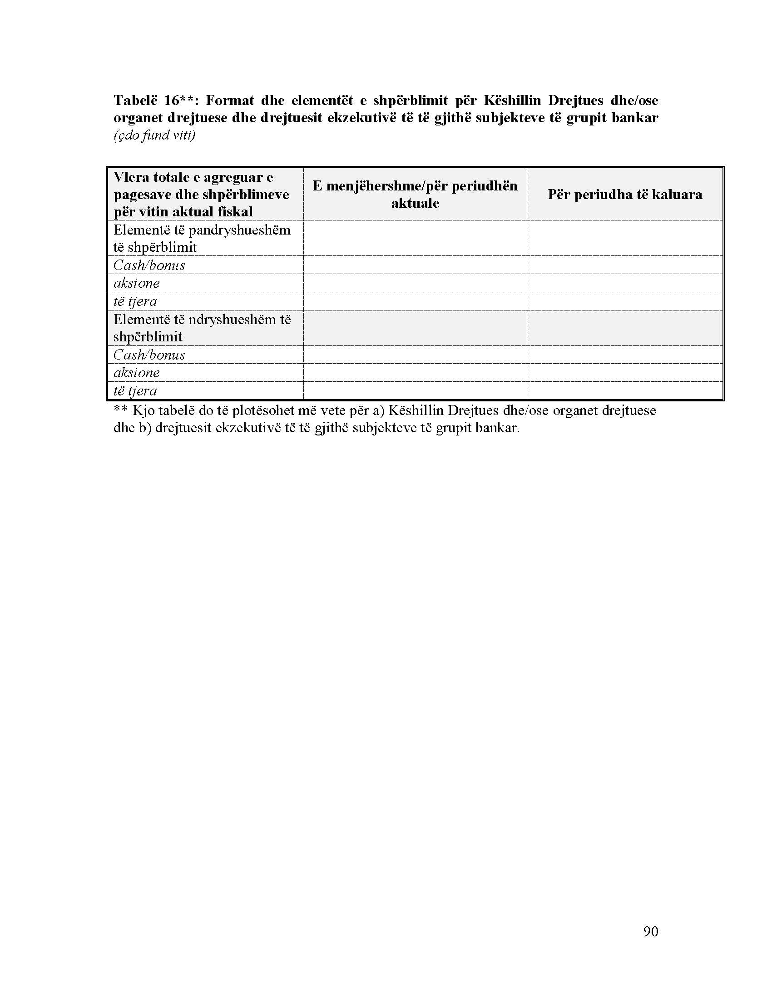 Tabelë 16**: Format dhe elementët e shpërblimit për Këshillin Drejtues dhe/ose
organet drejtuese dhe drejtuesit ekzekutivë të të gjithë subjekteve të grupit bankar
(çdo fund viti)
Vlera totale e agreguar e
pagesave dhe shpërblimeve
për vitin aktual fiskal
E menjëhershme/për periudhën
aktuale
Për periudha të kaluara
Elementë të pandryshueshëm
të shpërblimit
Cash/bonus
aksione
të tjera
Elementë të ndryshueshëm të
shpërblimit
Cash/bonus
aksione
të tjera
** Kjo tabelë do të plotësohet më vete për a) Këshillin Drejtues dhe/ose organet drejtuese
dhe b) drejtuesit ekzekutivë të të gjithë subjekteve të grupit bankar.
90